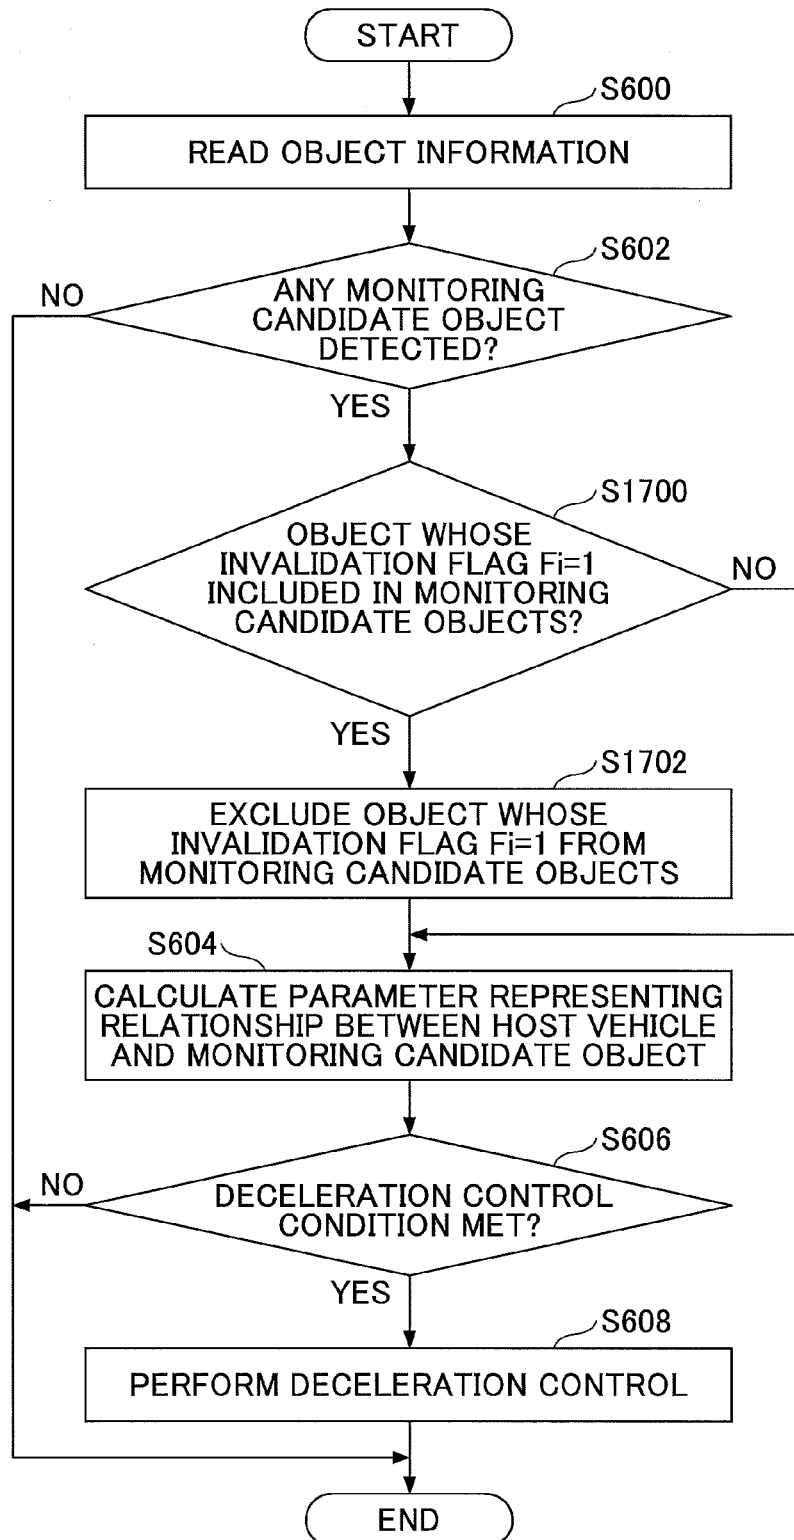 START
S600
READ OBJECT INFORMATION
S602
NO
ANY MONITORING
CANDIDATE OBJECT
DETECTED?
YES
S1700
OBJECT WHOSE
INVALIDATION FLAG Fi=1
INCLUDED IN MONITORING
CANDIDATE OBJECTS?
NO
YES
S1702
EXCLUDE OBJECT WHOSE
INVALIDATION FLAG Fi=1 FROM
MONITORING CANDIDATE OBJECTS
S604
CALCULATE PARAMETER REPRESENTING
RELATIONSHIP BETWEEN HOST VEHICLE
AND MONITORING CANDIDATE OBJECT
S606
NO
DECELERATION CONTROL
CONDITION MET?
YES
S608
PERFORM DECELERATION CONTROL
END